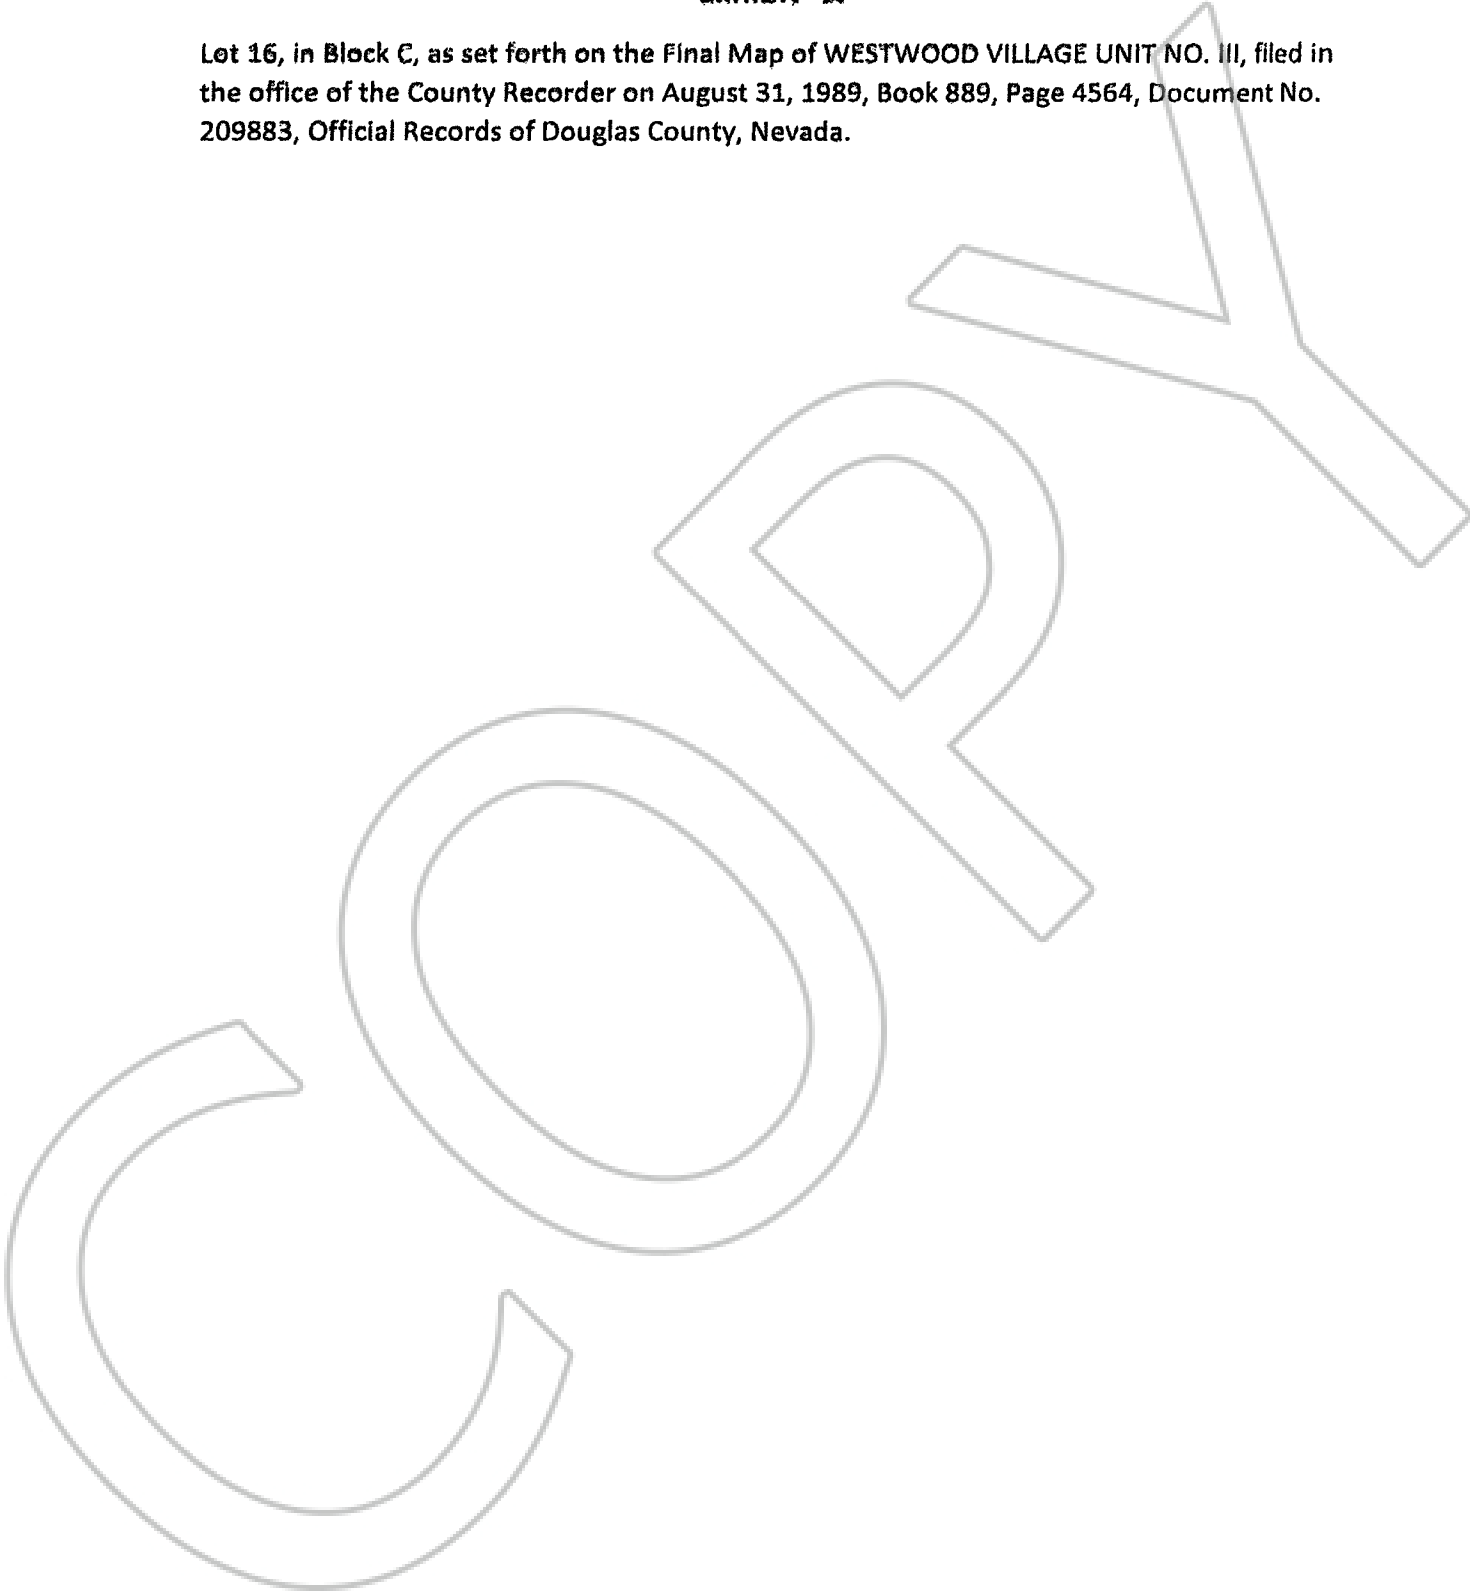 Lot 16, in Block C, as set forth on the Final Map of WESTWOOD VILLAGE UNIT NO. III, filed in
the office of the County Recorder on August 31, 1989, Book 889, Page 4564, Document No.
209883, Official Records of Douglas County, Nevada.
COPY